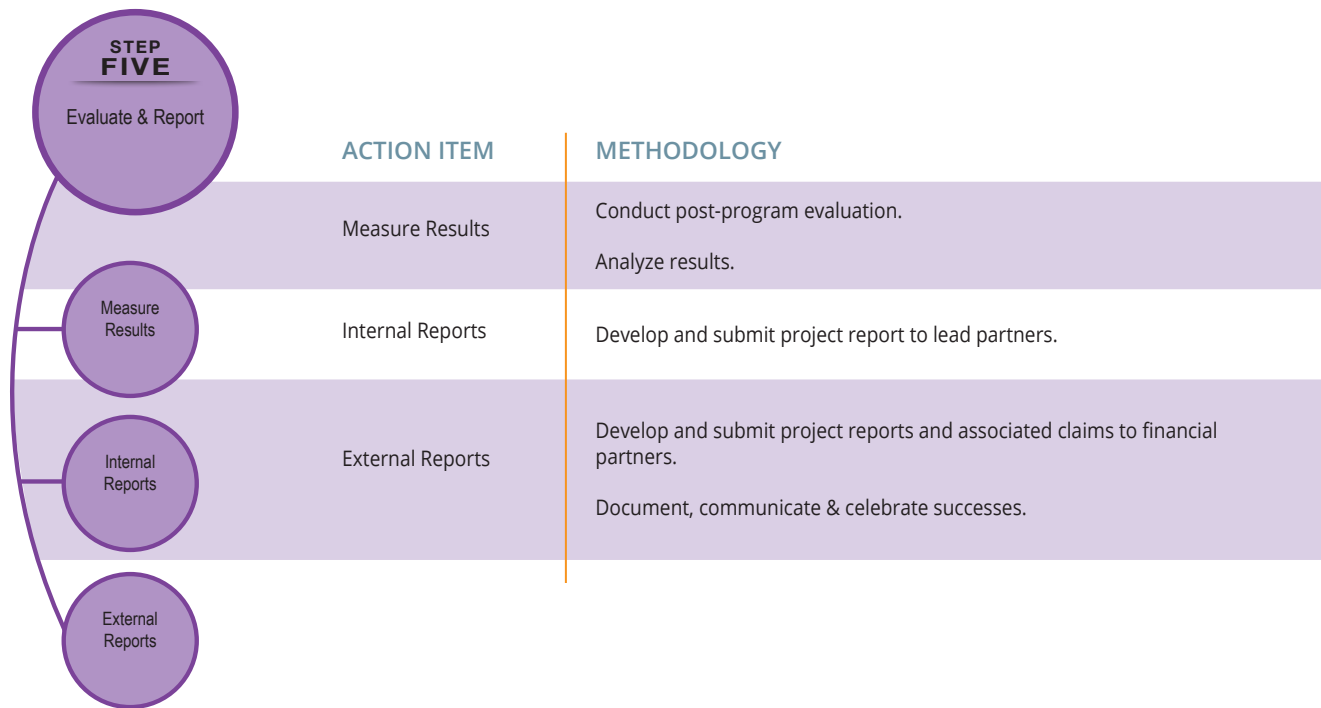 STEP
FIVE
Evaluate & Report
ACTION ITEM
METHODOLOGY
Measure Results
Conduct post-program evaluation.
Analyze results.
Internal Reports
Develop and submit project report to lead partners.
External Reports
Develop and submit project reports and associated claims to financial
partners.
Document, communicate & celebrate successes.
Measure
Results
Internal
Reports
External
Reports